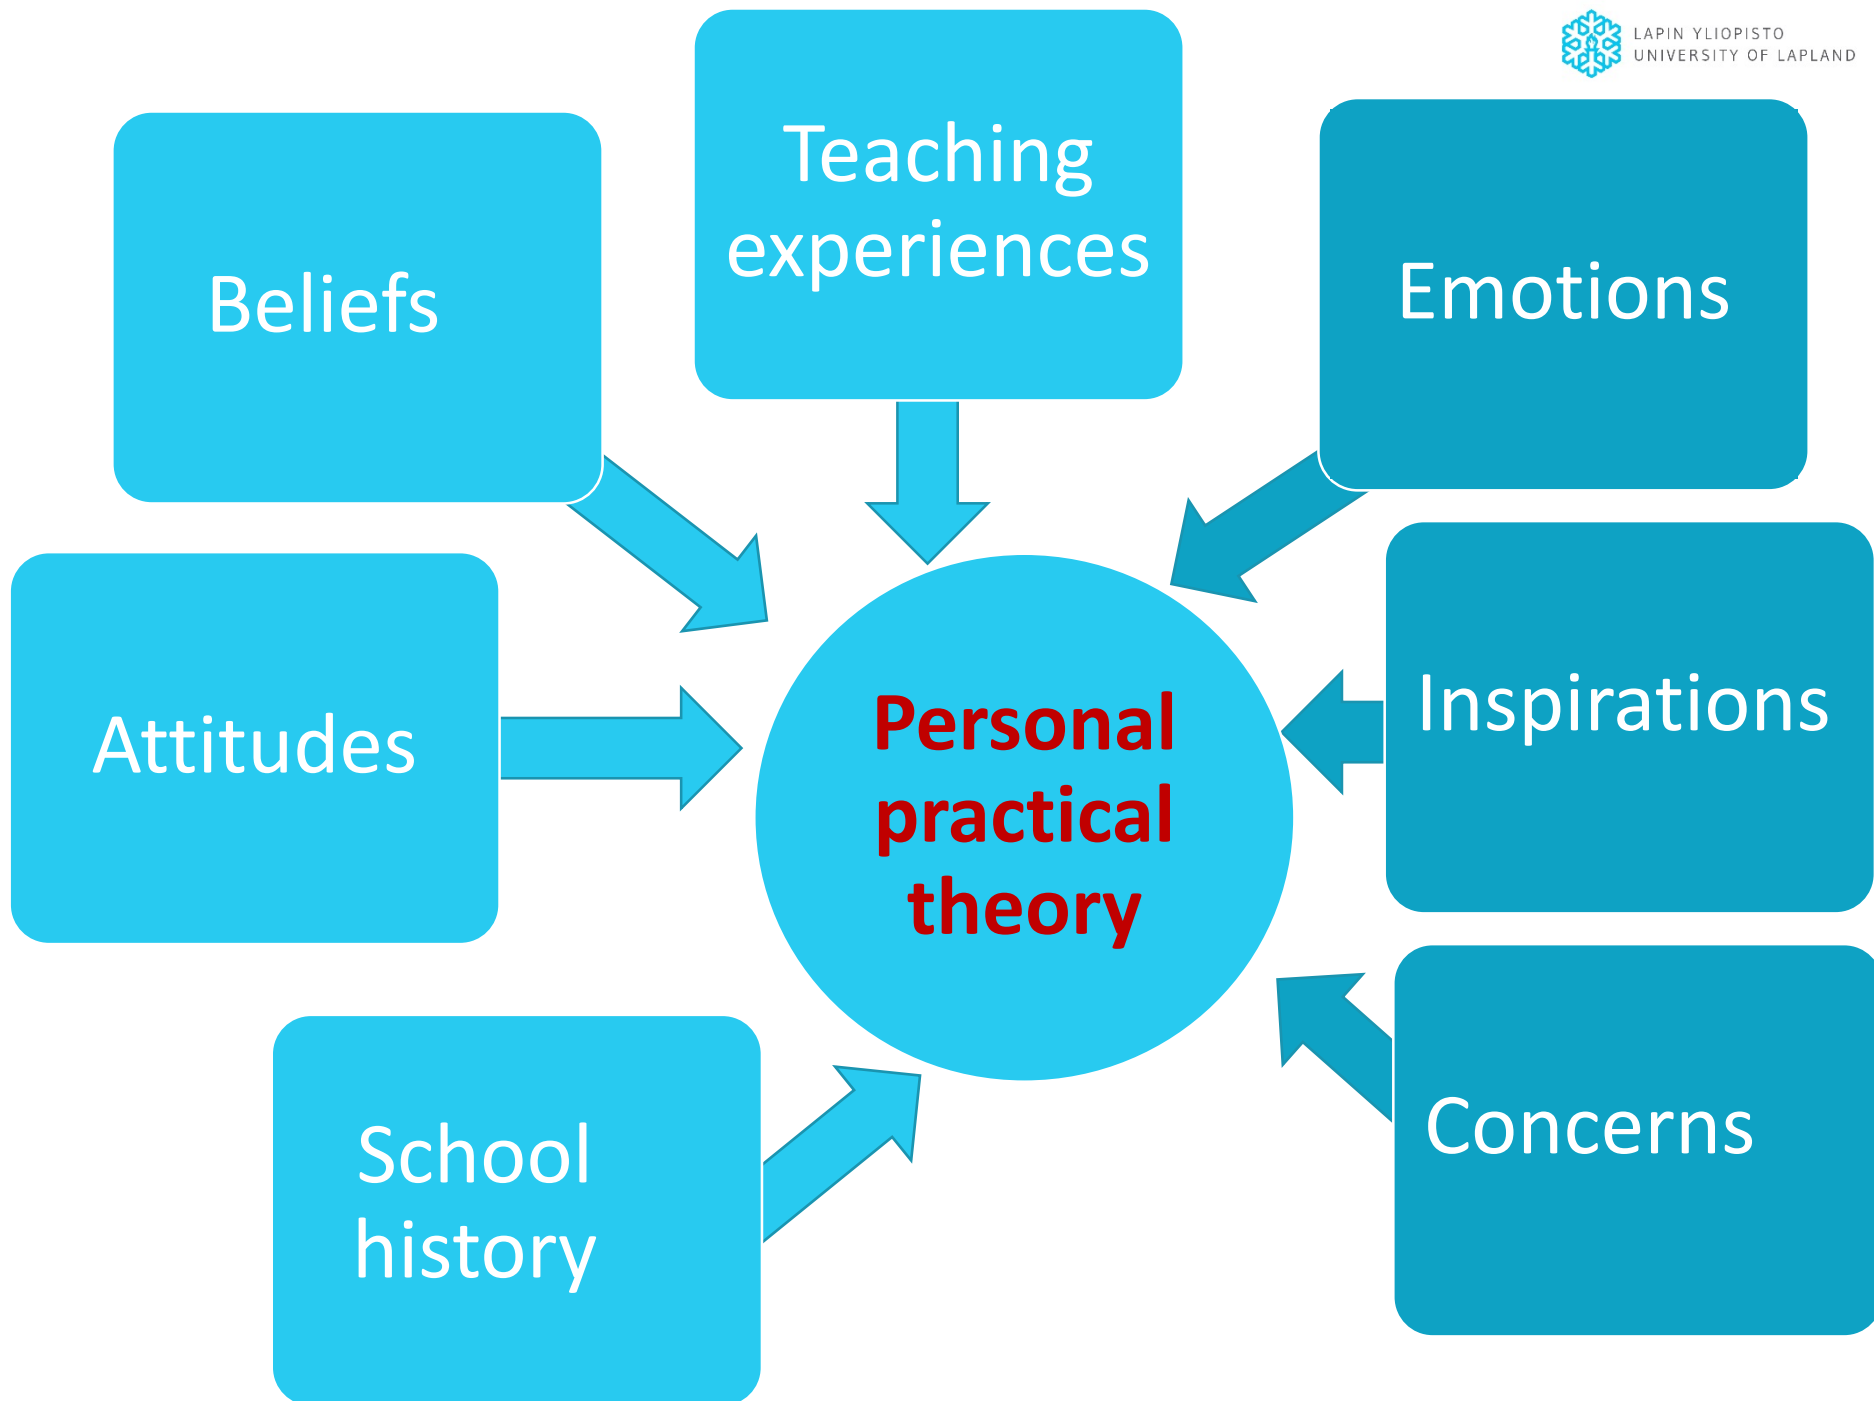 LAPIN YLIOPISTO
UNIVERSITY OF LAPLAND
Teaching
experiences
Beliefs
Emotions
Attitudes
Inspirations
Personal
practical
theory
School
history
Concerns